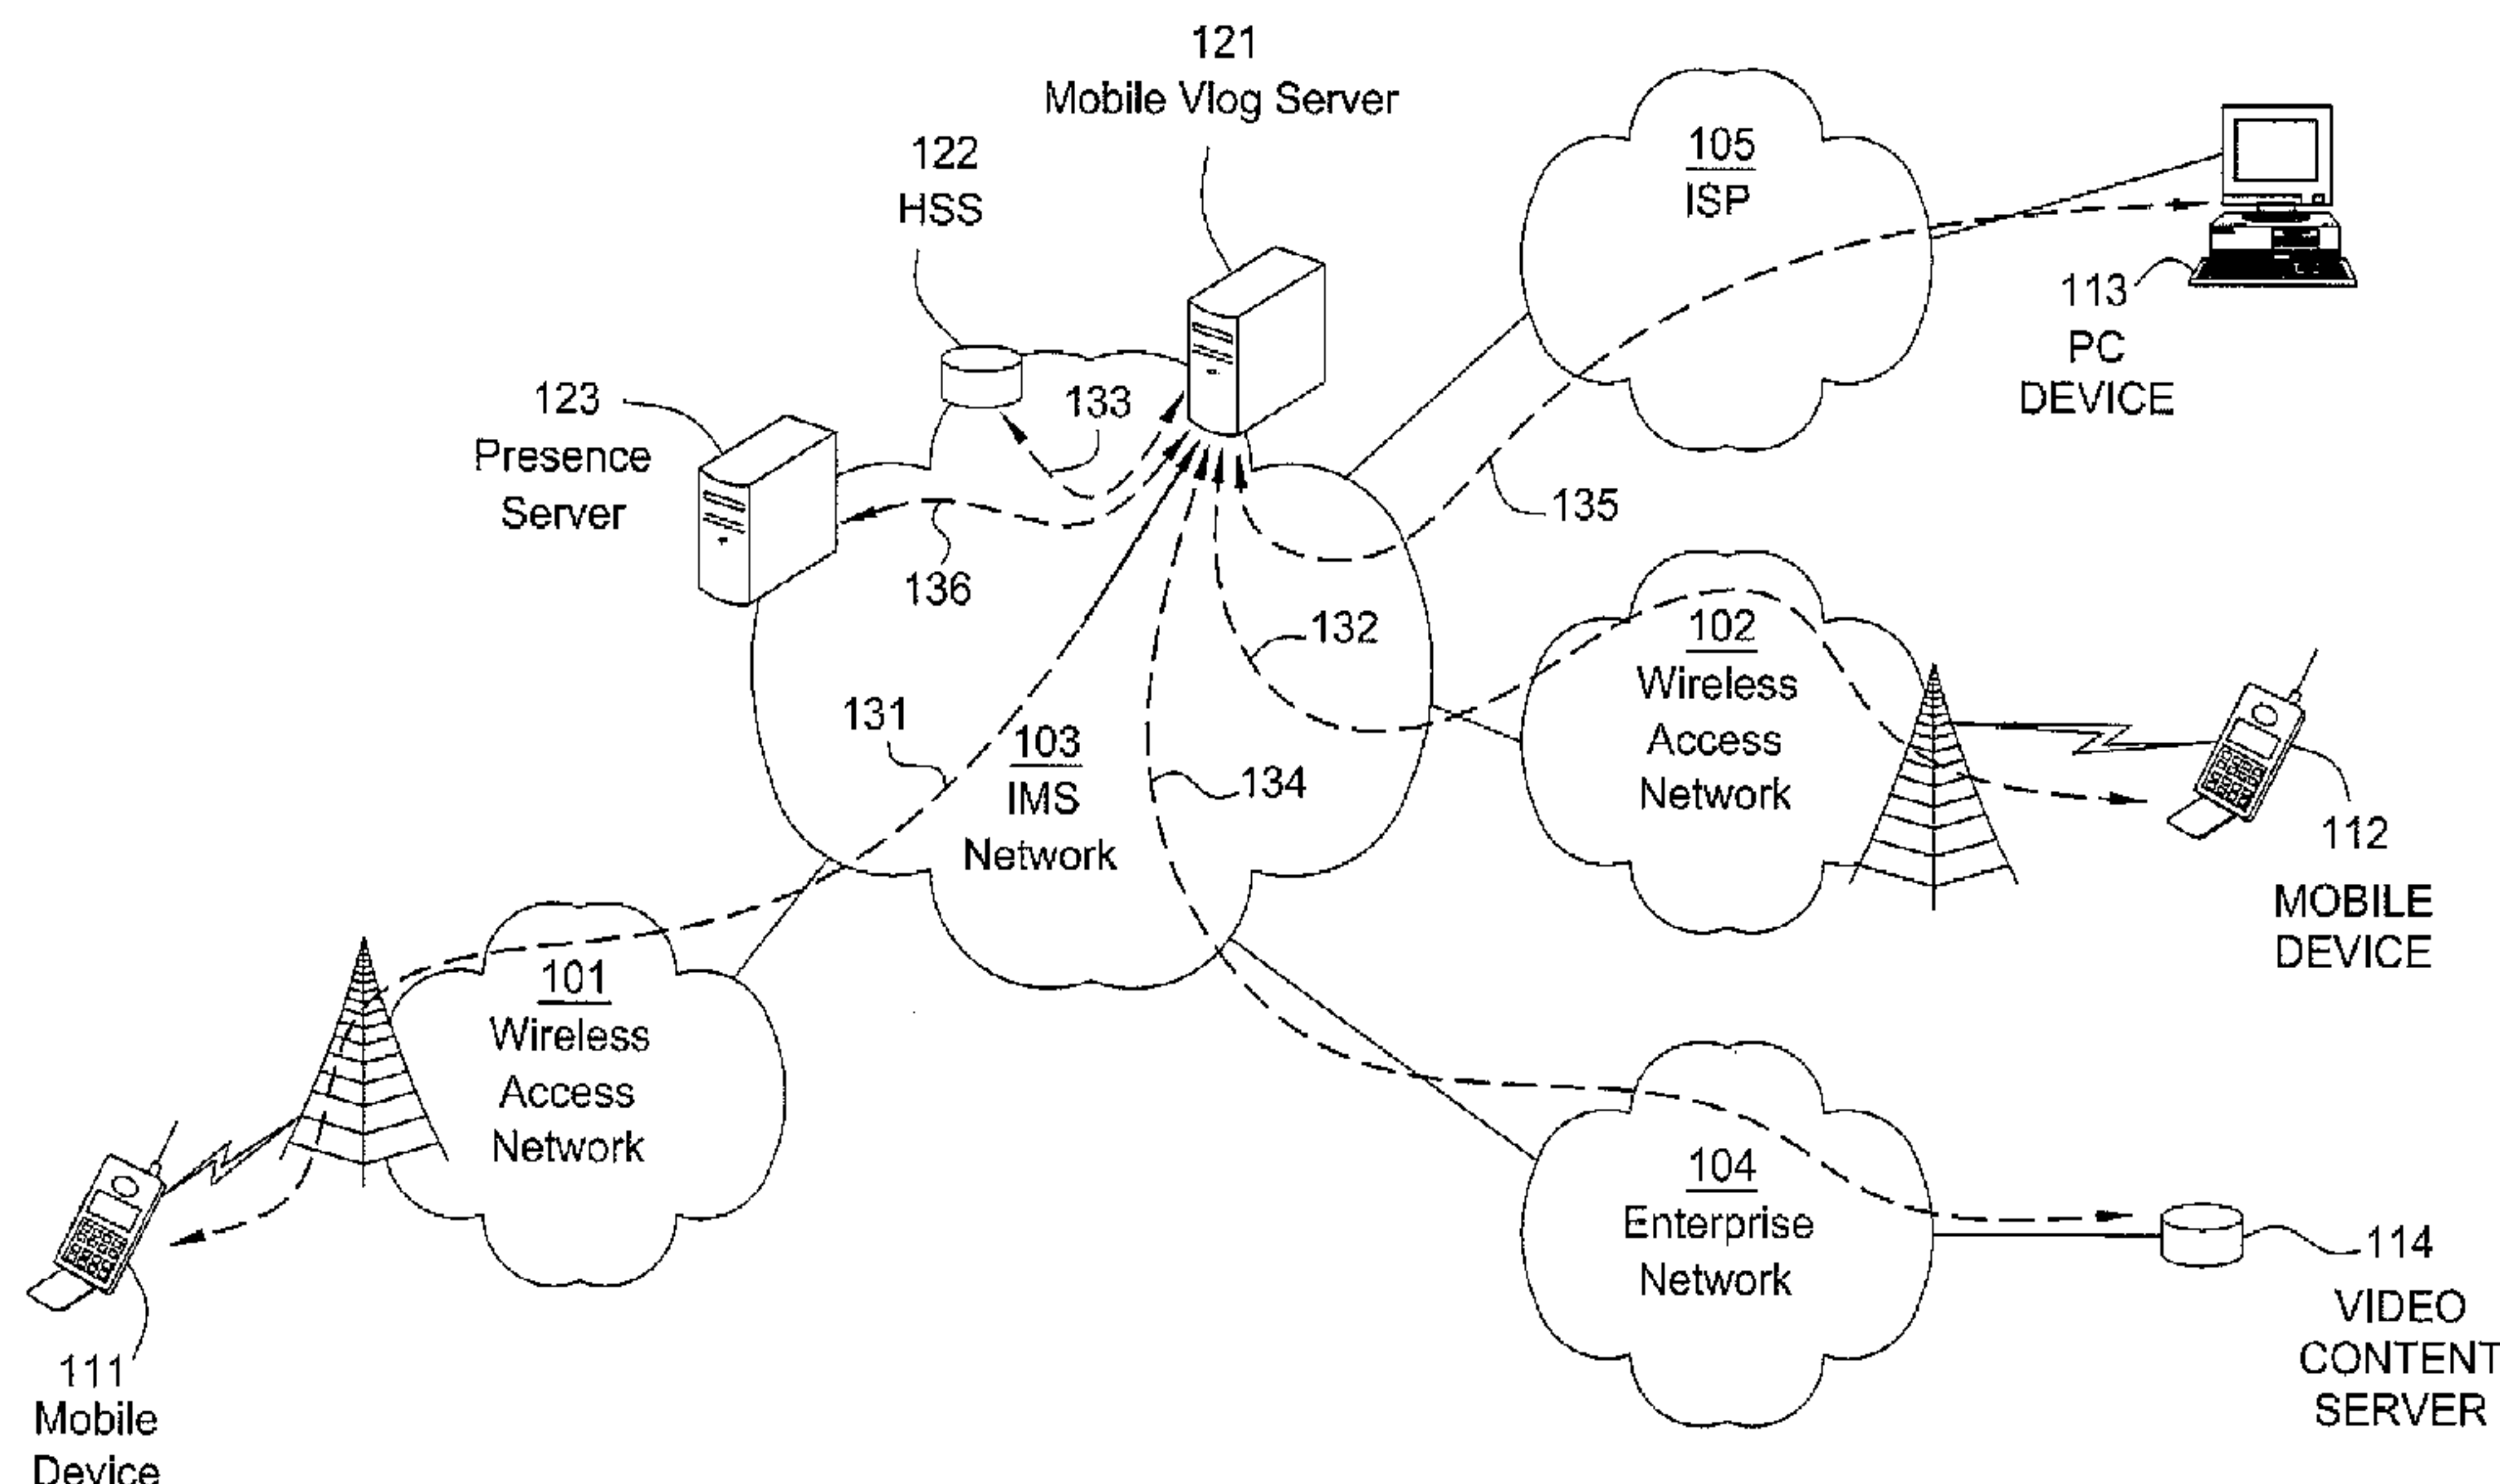 121
Mobile Vlog Server
122
HSS
123
Presence
Server
133
136
105
ISP
113
PC
DEVICE
135
132
102
Wireless
Access
Network
112
MOBILE
DEVICE
131
103
IMS
Network
134
101
Wireless
Access
Network
104
Enterprise
Network
114
VIDEO
CONTENT
SERVER
111
Mobile
Device